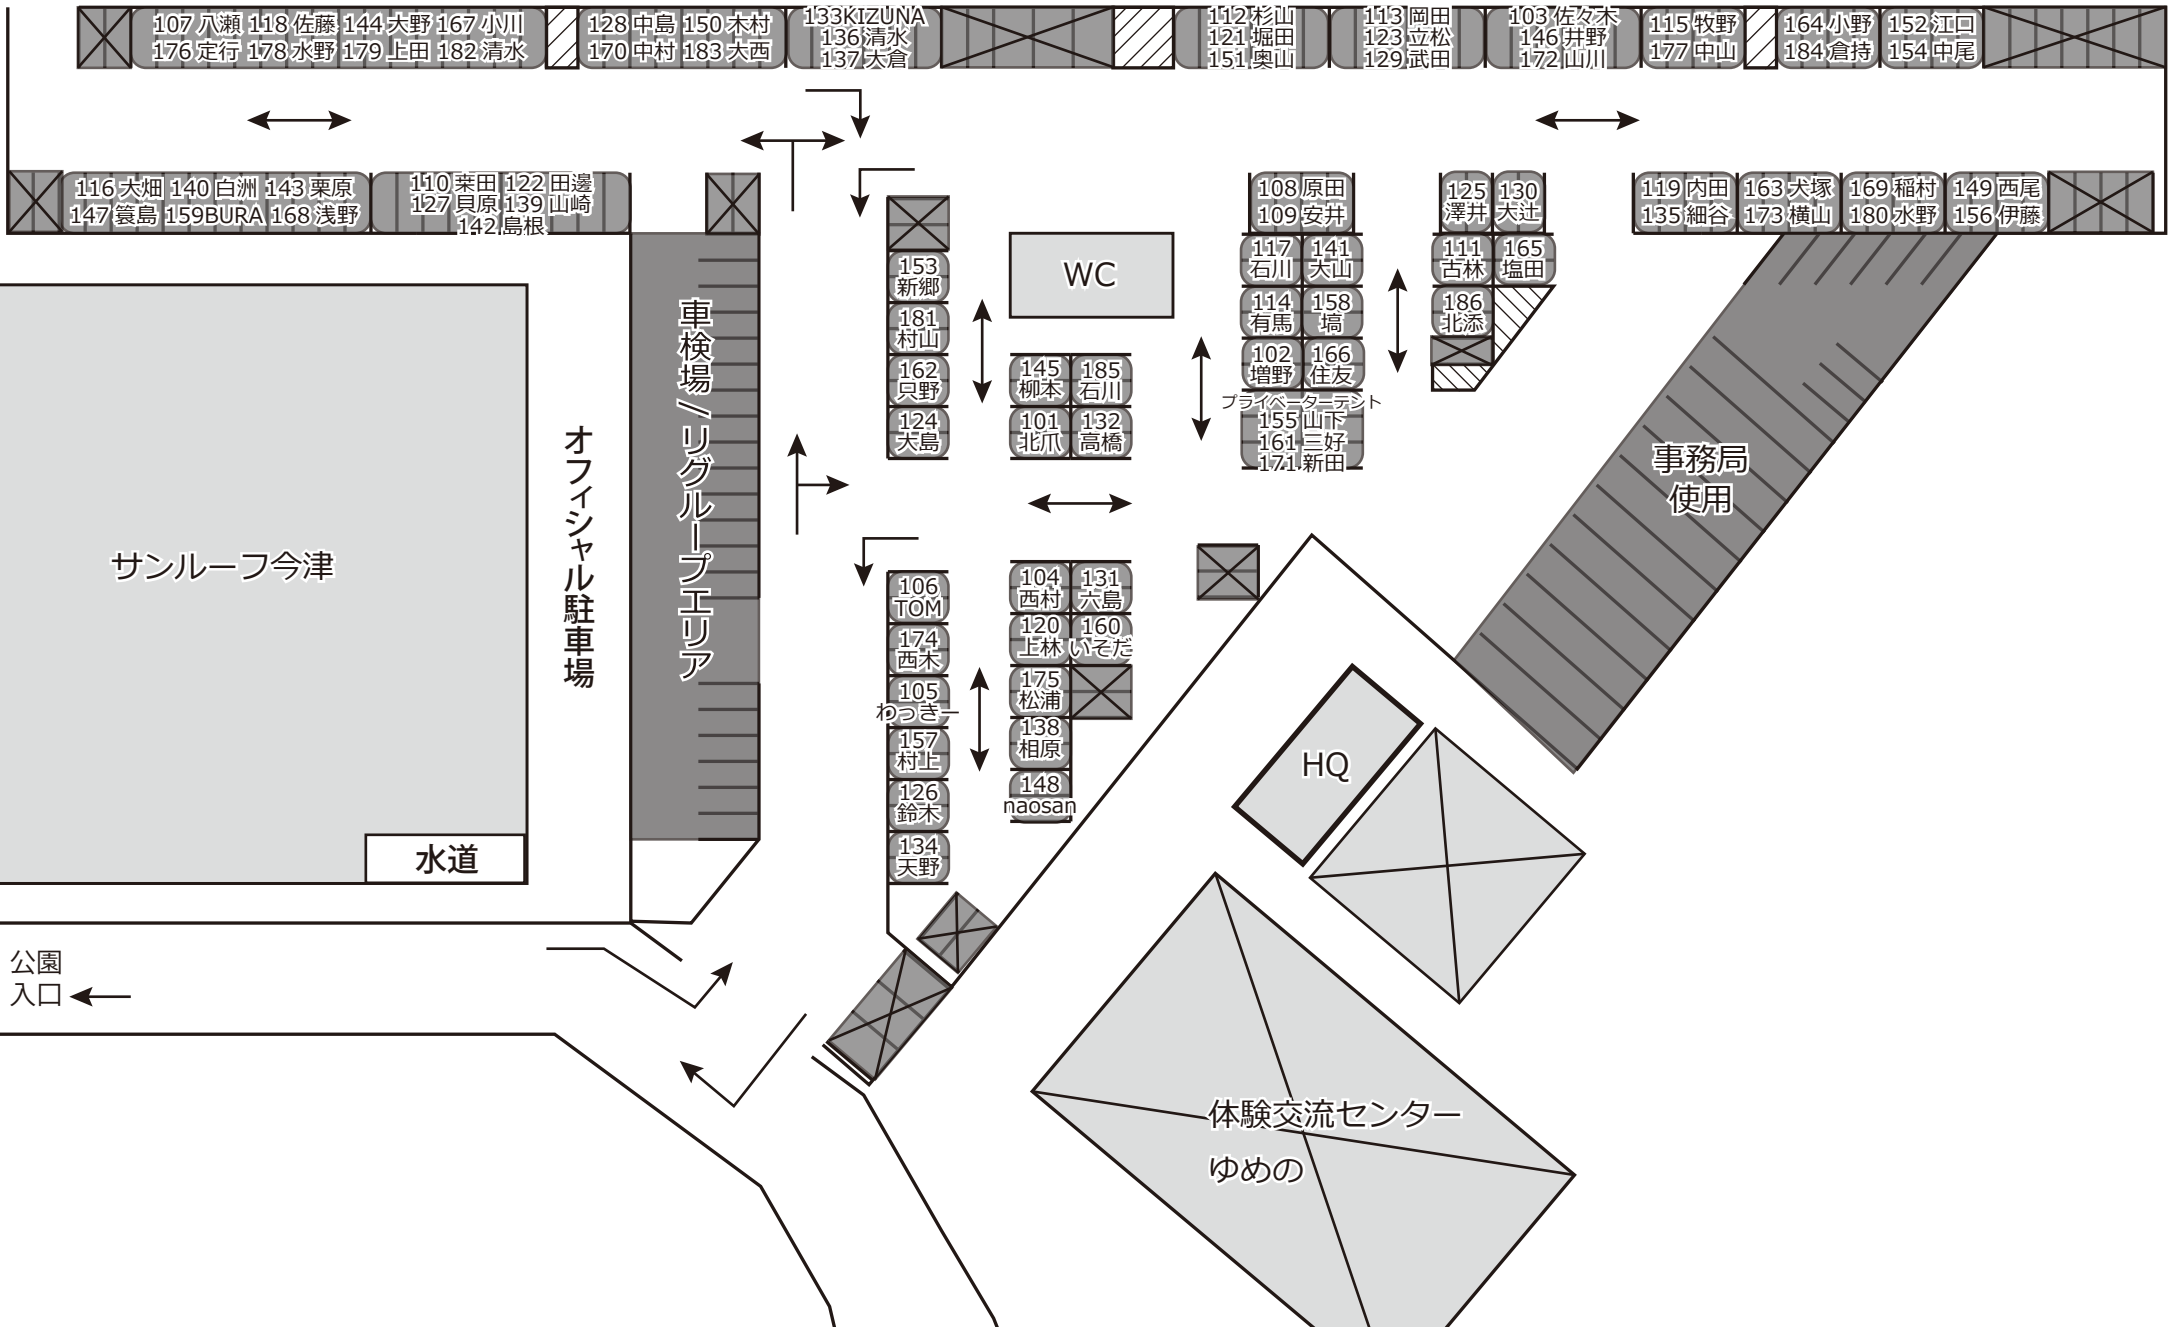 107 八瀬 118 佐藤 144 大野 167 小川
176 定行 178 水野 179 上田 182 清水
128 中島 150 木村
170 中村 183 大西
133KIZUNA
136 清水
137 大倉
112 杉山
121 堀田
151 奥山
113 岡田
123 立松
129 武田
103 佐々木
146 井野
172 山川
115 牧野
177 中山
164 小野
184 倉持
152 江口
154 中尾
116 大畑 140 白洲 143 栗原
147 簑島 159BURA 168 浅野
110 棗田 122 田邊
127 貝原 139 山崎
142 島根
108 原田
109 安井
117
石川
141
大山
114
有馬
158
塙
102
増野
166
住友
プライベーターテント
155 山下
161 三好
171 新田
125
澤井
130
大辻
111
古林
165
塩田
186
北添
119 内田
135 細谷
163 犬塚
173 横山
169 稲村
180 水野
149 西尾
156 伊藤
153
新郷
181
村山
162
只野
124
大島
WC
145
柳本
185
石川
101
北爪
132
高橋
車検場 / リグループエリア
オフィシャル駐車場
サンルーフ今津
水道
事務局
使用
106
TOM
174
西木
105
わっきー
157
村上
126
鈴木
134
天野
104
西村
131
六島
120
上林
160
いそだ
175
松浦
138
相原
148
naosan
HQ
公園
入口
体験交流センター
ゆめの